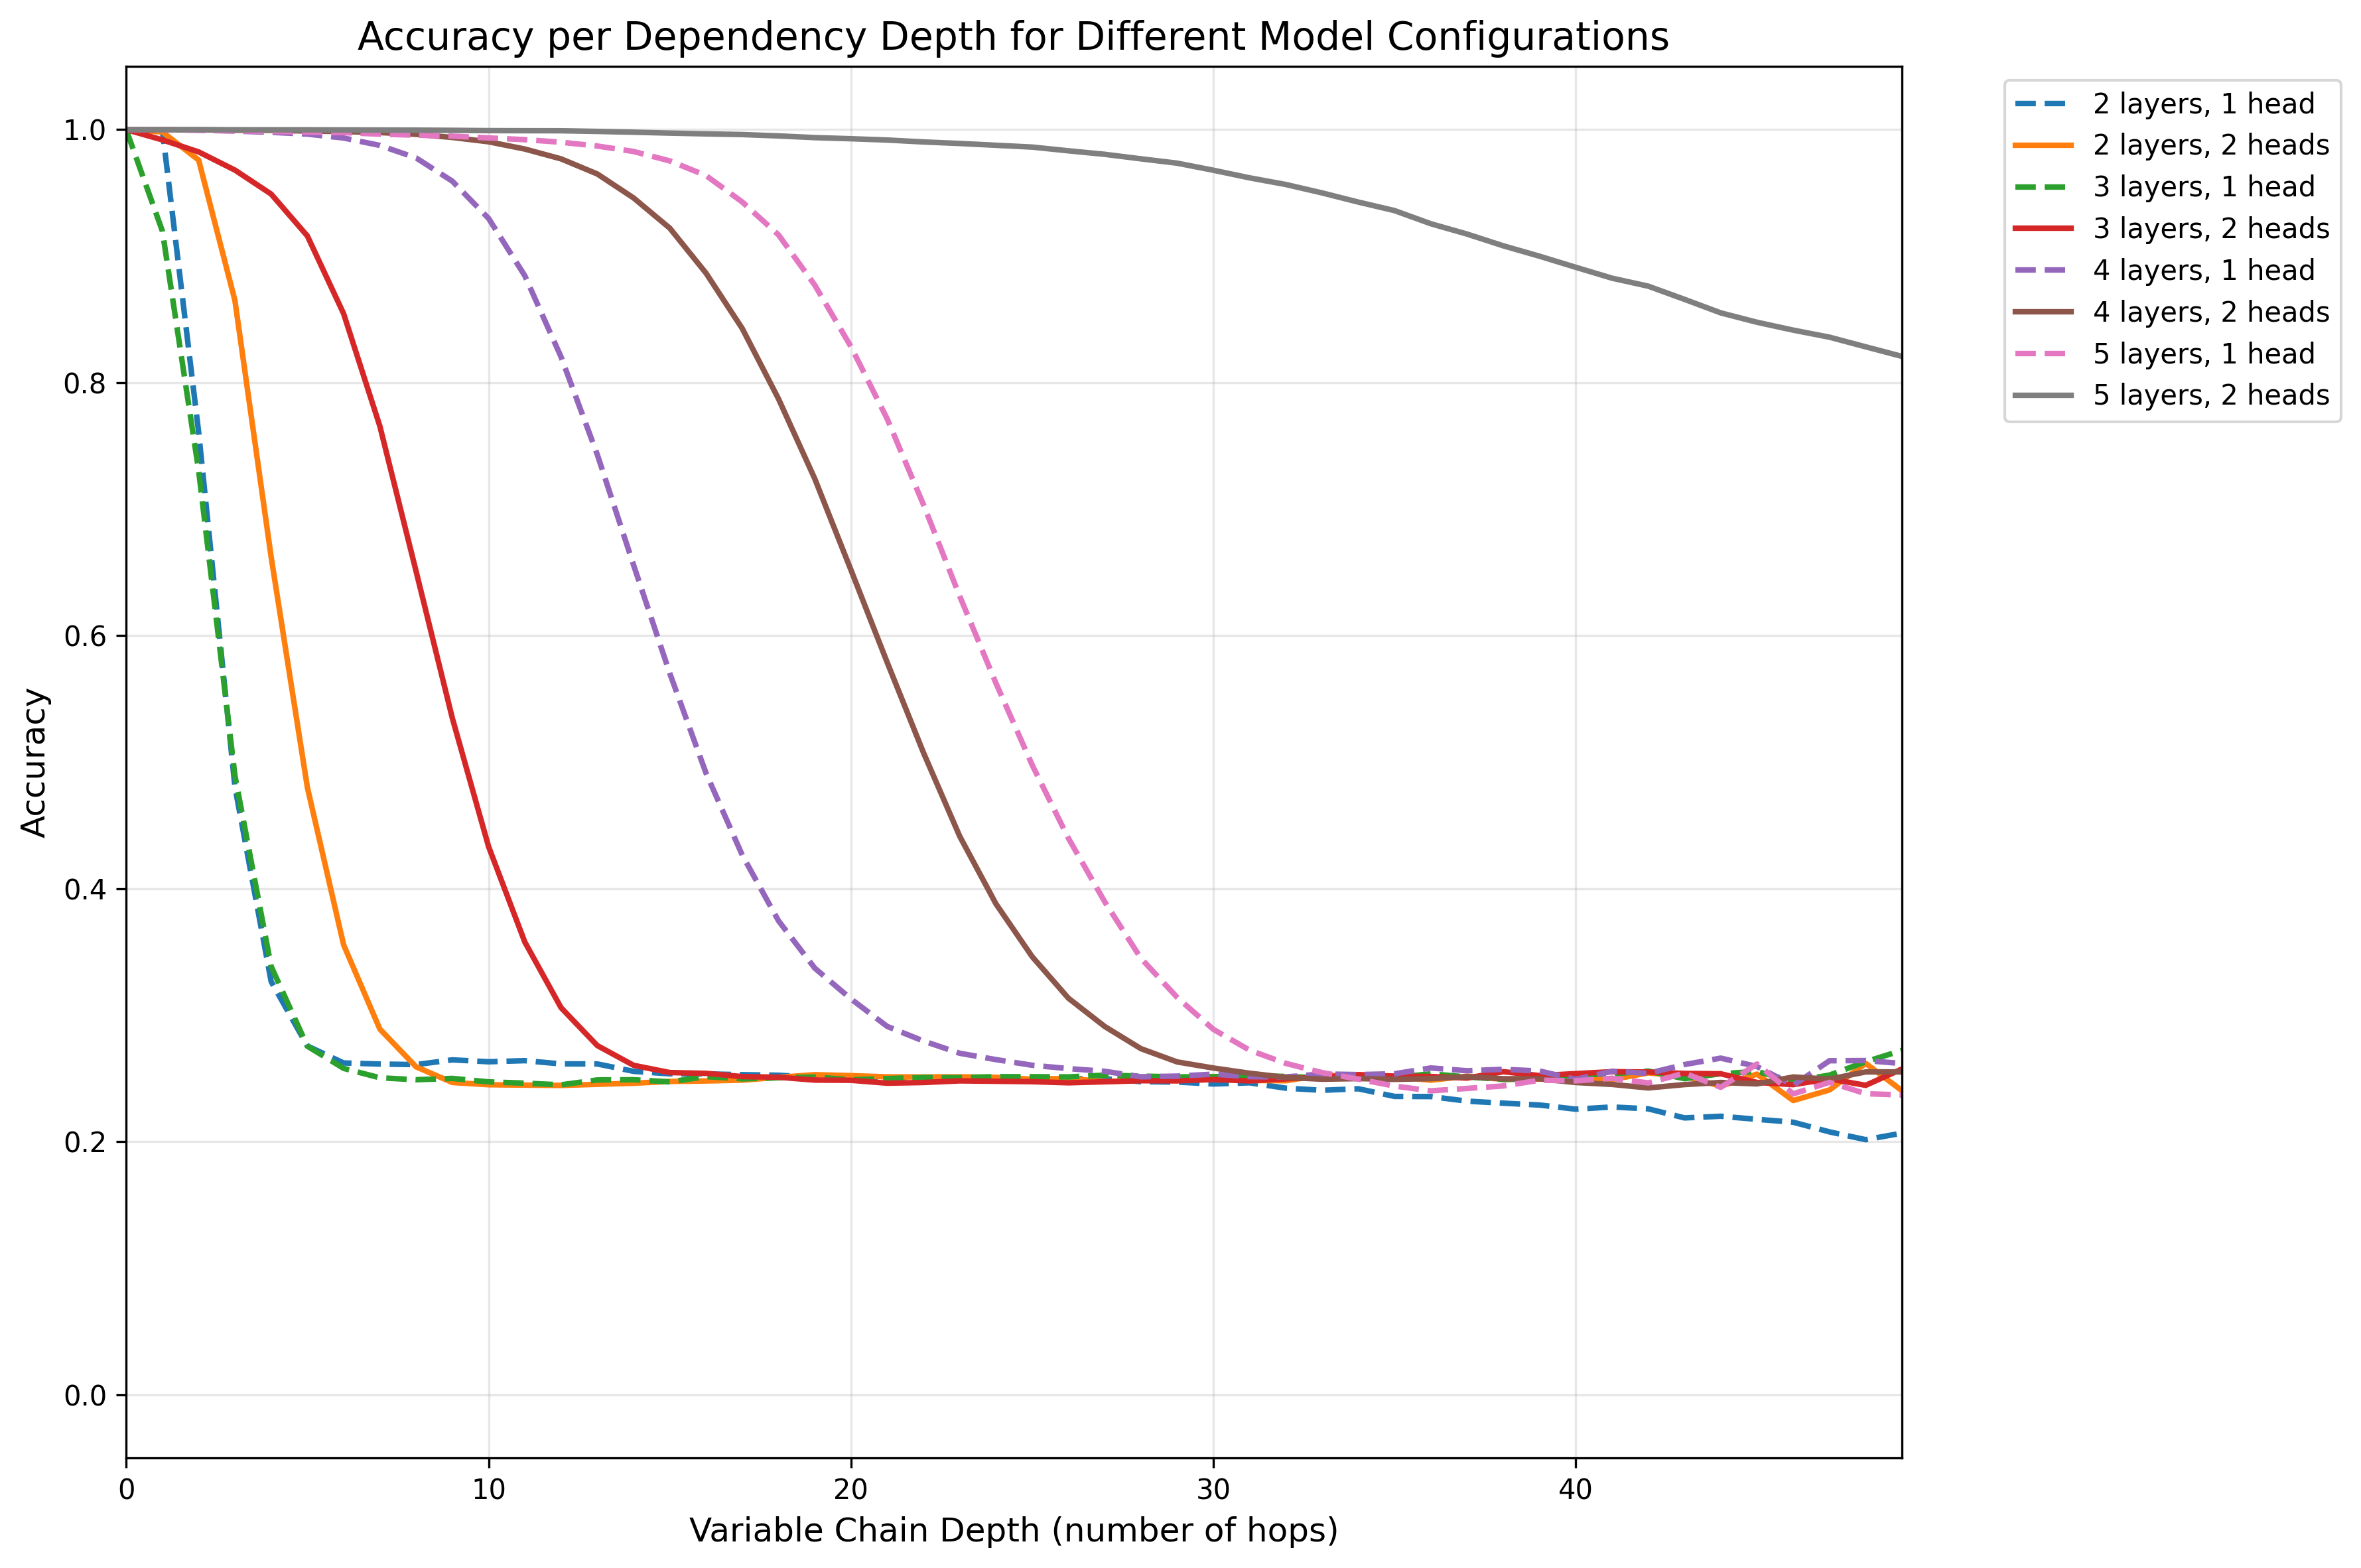 Accuracy per Dependency Depth for Different Model Configurations
1.0
0.8
0.6
0.4
0.2
0.0
Accuracy
0
10
20
30
40
Variable Chain Depth (number of hops)
2 layers, 1 head
2 layers, 2 heads
3 layers, 1 head
3 layers, 2 heads
4 layers, 1 head
4 layers, 2 heads
5 layers, 1 head
5 layers, 2 heads